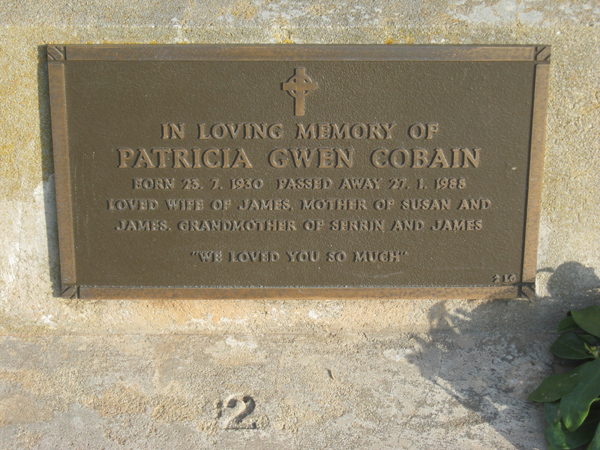 IN LOVING MEMORY OF
PATRICIA GWEN COBAIN
BORN 23. 7. 1930 PASSED AWAY 27. 1. 1988
LOVED WIFE OF JAMES, MOTHER OF SUSAN AND
JAMES, GRANDMOTHER OF SERRIN AND JAMES
"WE LOVED YOU SO MUCH"
216
2